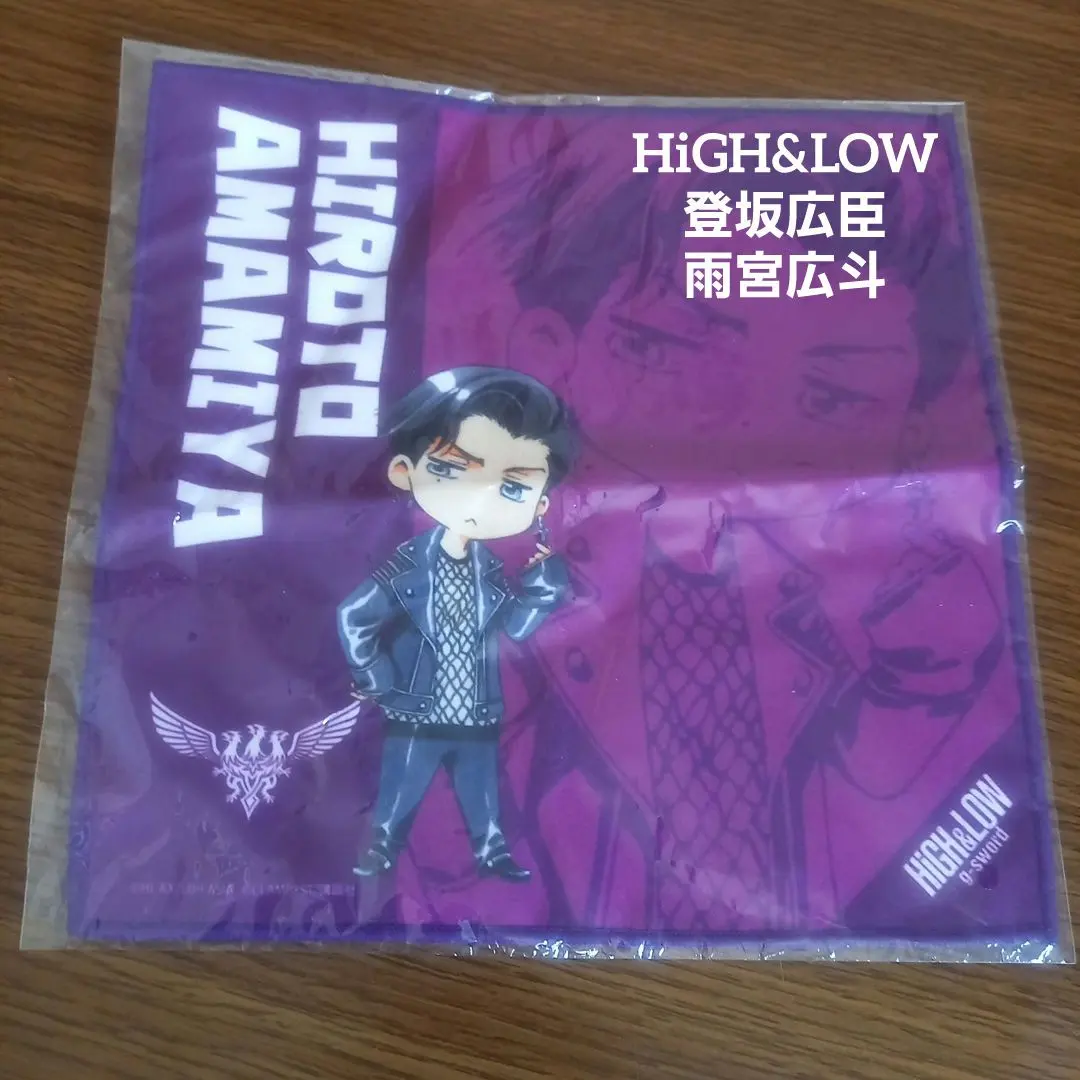 HiGH&LOW
登坂広臣
雨宮広斗
HIROTO
AMAMIYA
HiGH&LOW
g-sword